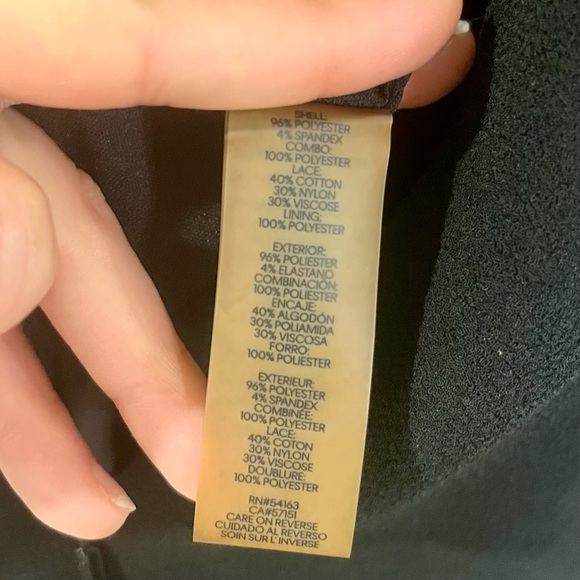 SHELL:
96% POLYESTER
4% SPANDEX
COMBO:
100% POLYESTER
LACE:
40% COTTON
30% NYLON
30% VISCOSE
LINING:
100% POLYESTER
EXTERIOR:
96% POLIESTER
4% ELASTANO
COMBINACIÓN:
100% POLIESTER
ENCAJE:
40% ALGODÓN
30% POLIAMIDA
30% VISCOSA
FORRO:
100% POLIESTER
EXTERIEUR:
96% POLYESTER
4% SPANDEX
COMBINÉE:
100% POLYESTER
LACE:
40% COTON
30% NYLON
30% VISCOSE
DOUBLURE:
100% POLYESTER
RN#54163
CA#57151
CARE ON REVERSE
CUIDADO AL REVERSO
SOIN SUR L'INVERSE